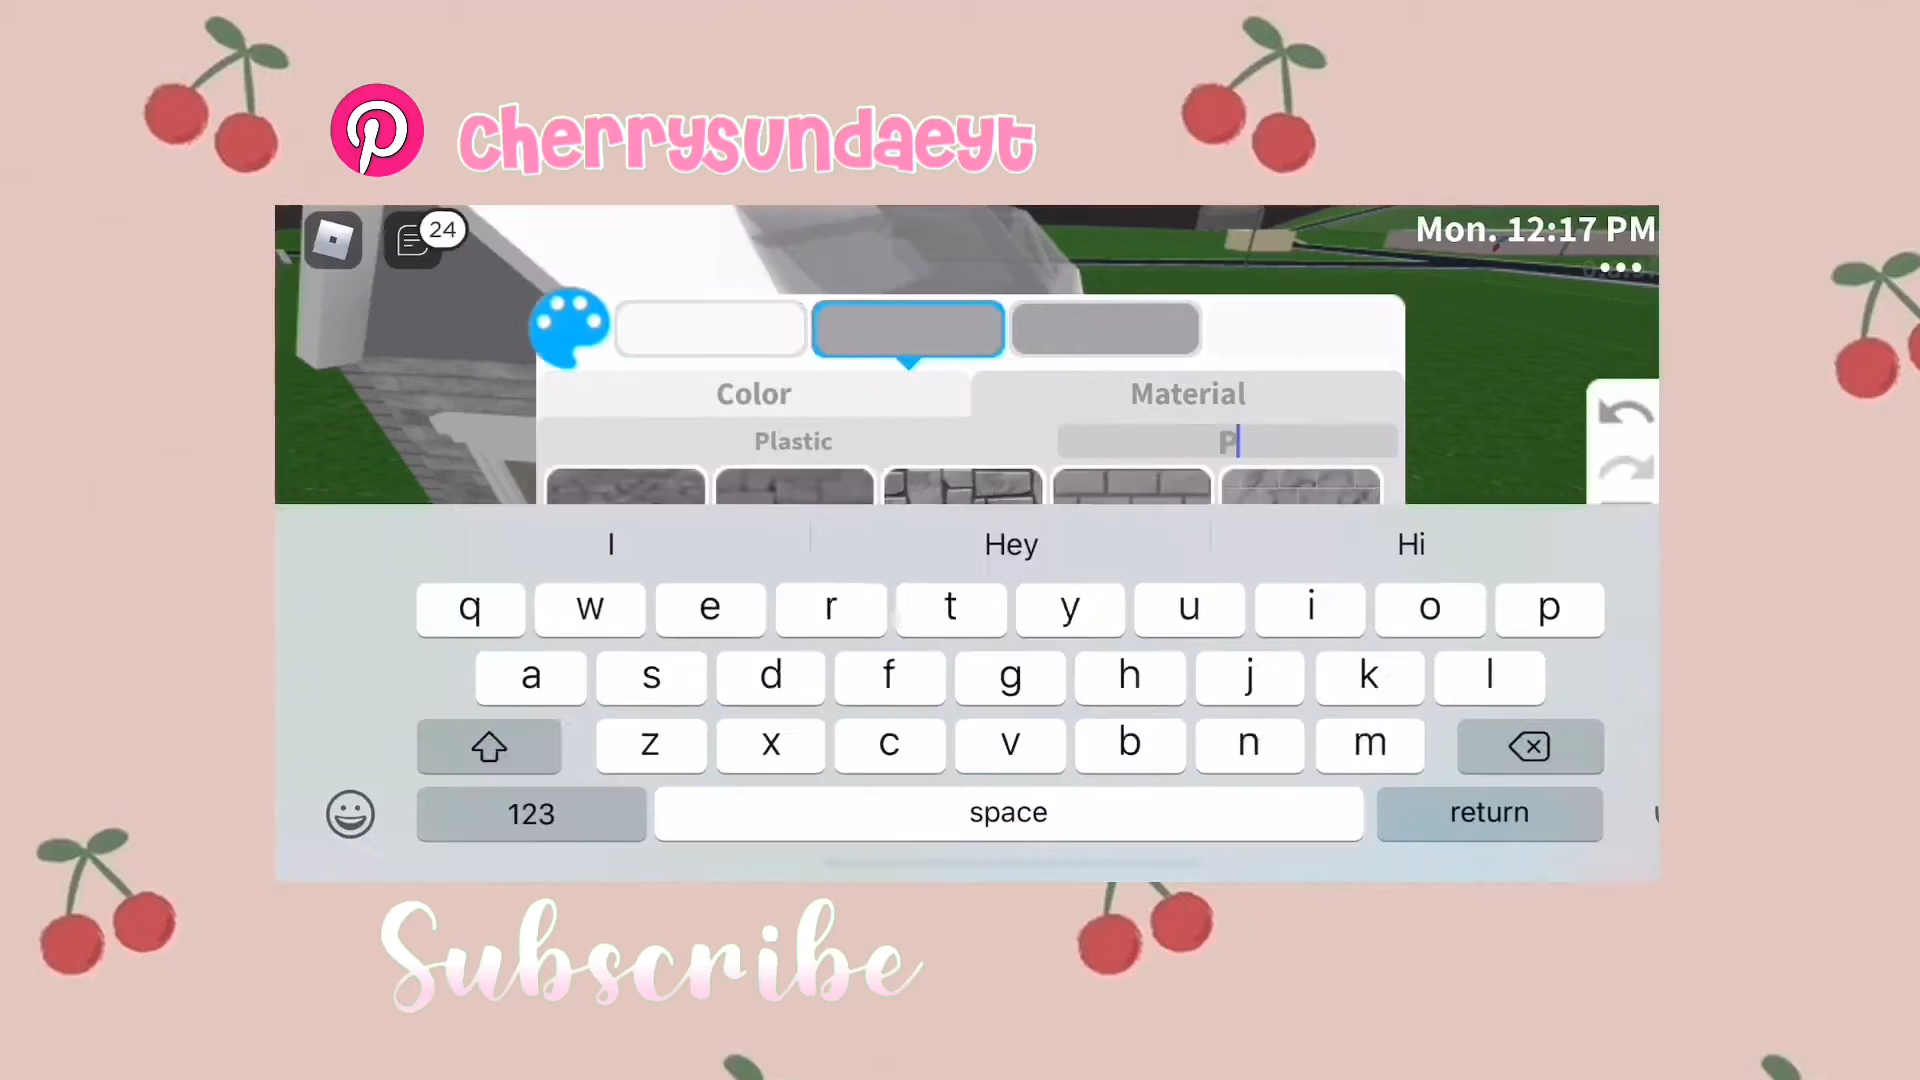 cherrysundaeyt
24
Mon. 12:17 PM
Color
Material
Plastic
P
I
Hey
Hi
q w e r t y u i o p
a s d f g h j k l
z x c v b n m
123
space
return
Subscribe